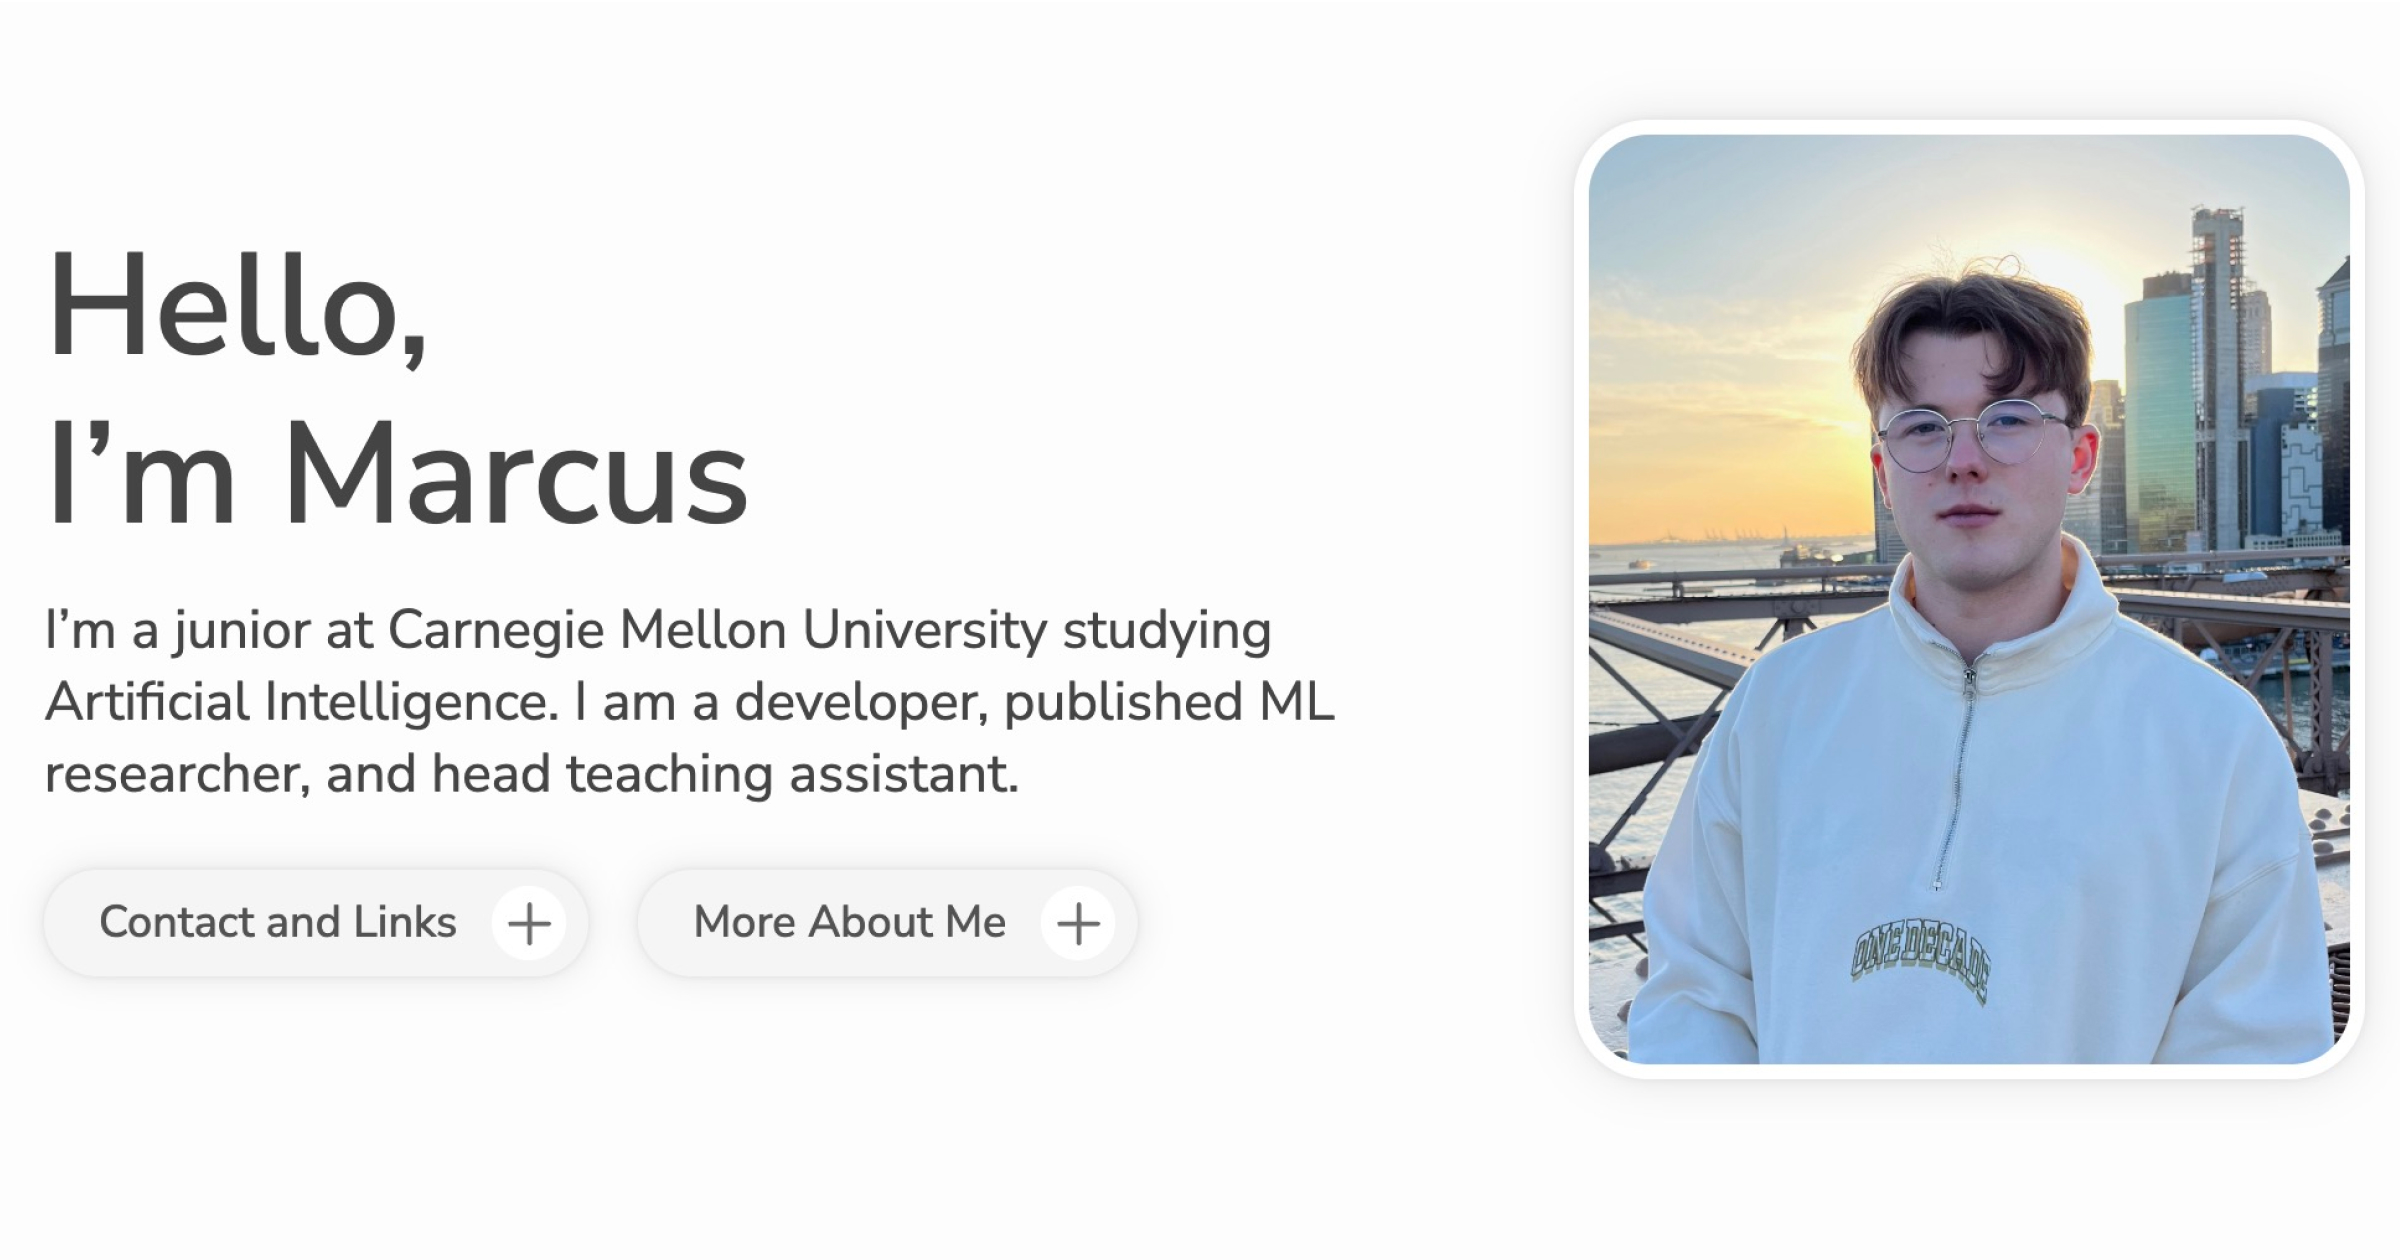 Hello,
I’m Marcus
I’m a junior at Carnegie Mellon University studying
Artificial Intelligence. I am a developer, published ML
researcher, and head teaching assistant.
Contact and Links
More About Me
ONE DECADE